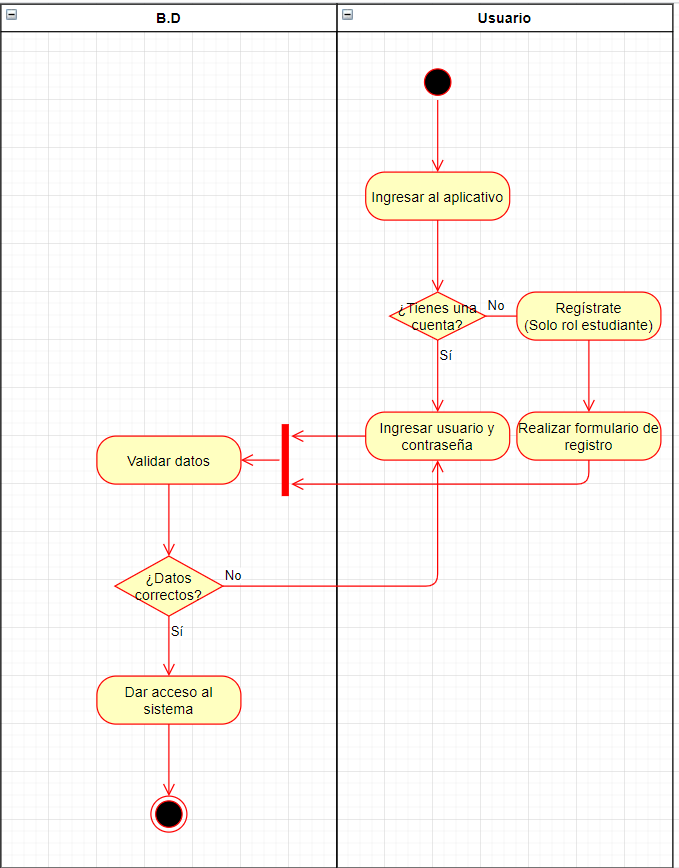 B.D
Usuario
Ingresar al aplicativo
¿Tienes una
cuenta?
No
Regístrate
(Solo rol estudiante)
Sí
Ingresar usuario y
contraseña
Realizar formulario de
registro
Validar datos
¿Datos
correctos?
No
Sí
Dar acceso al
sistema